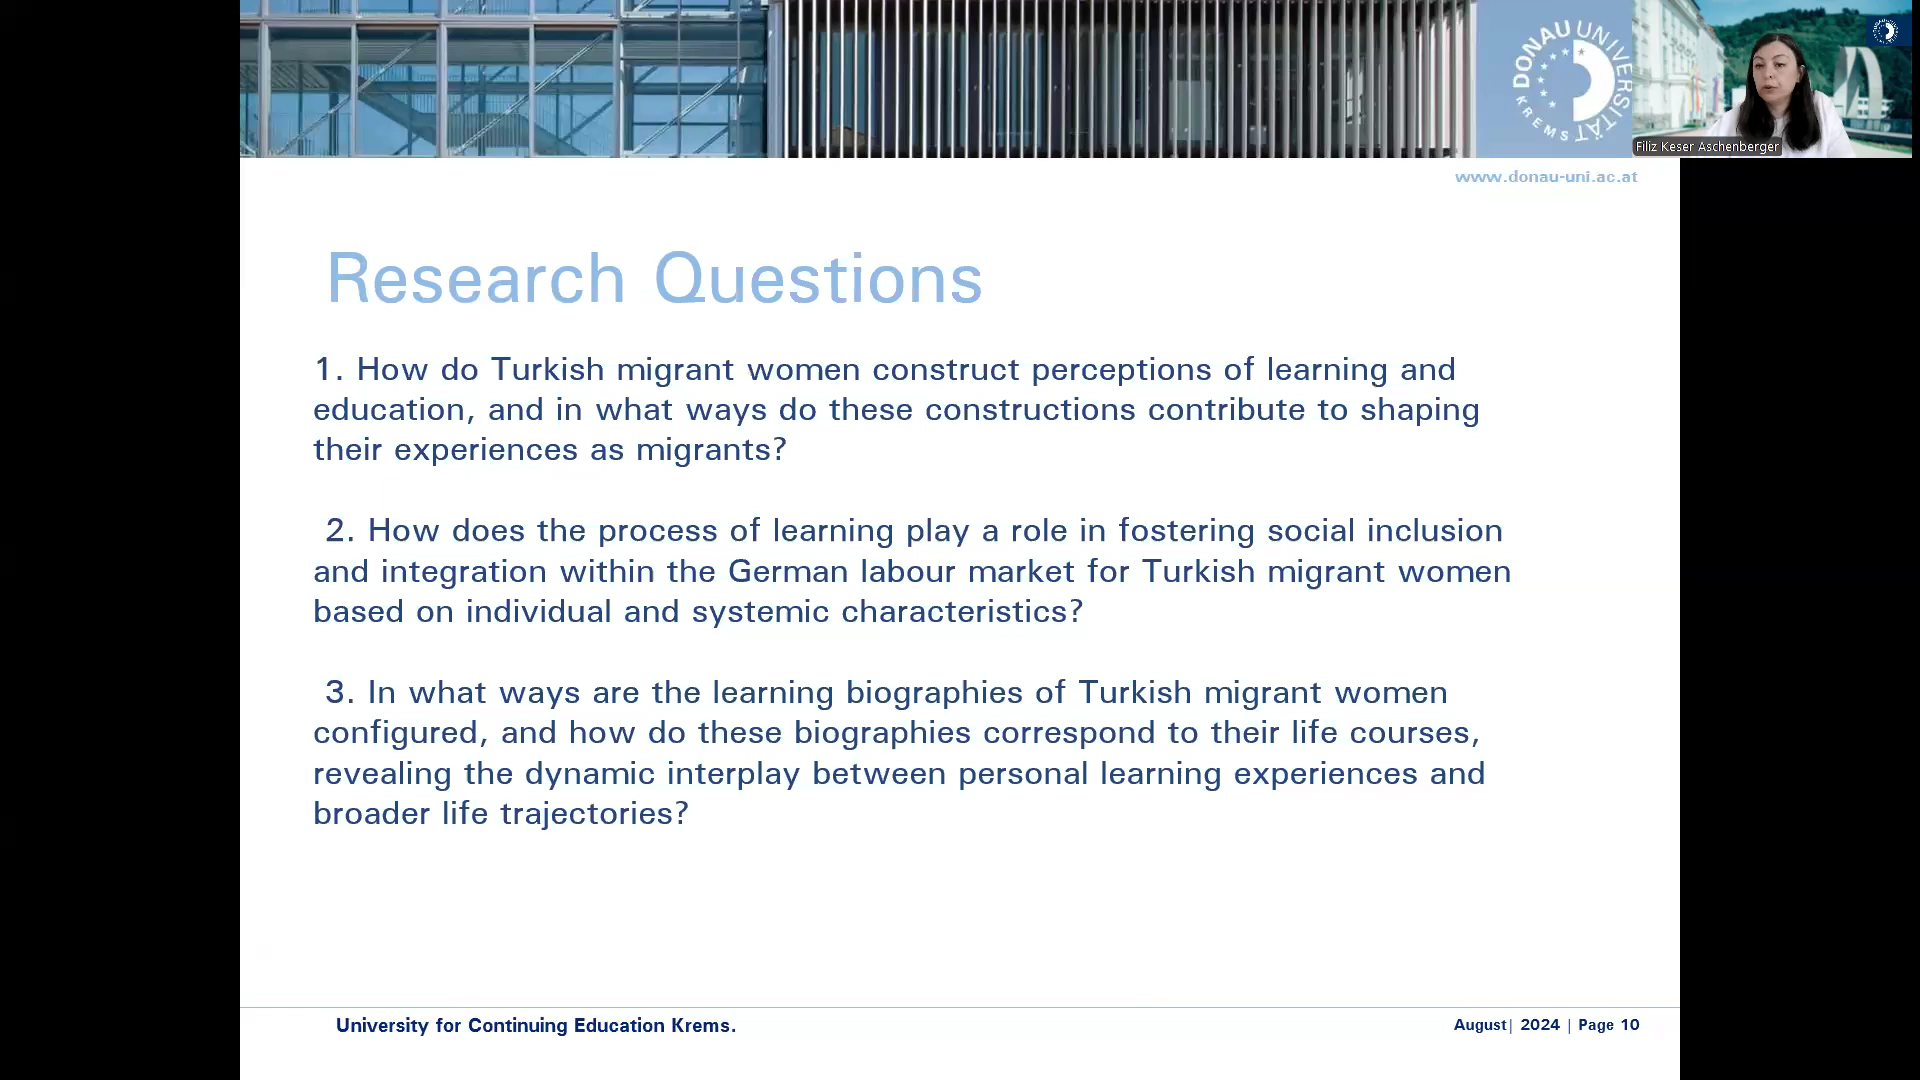 DONAU UNIVERSITÄT
KREMS
Filiz Keser Aschenberger
www.donau-uni.ac.at
Research Questions
1. How do Turkish migrant women construct perceptions of learning and
education, and in what ways do these constructions contribute to shaping
their experiences as migrants?
2. How does the process of learning play a role in fostering social inclusion
and integration within the German labour market for Turkish migrant women
based on individual and systemic characteristics?
3. In what ways are the learning biographies of Turkish migrant women
configured, and how do these biographies correspond to their life courses,
revealing the dynamic interplay between personal learning experiences and
broader life trajectories?
University for Continuing Education Krems.
August| 2024 | Page 10